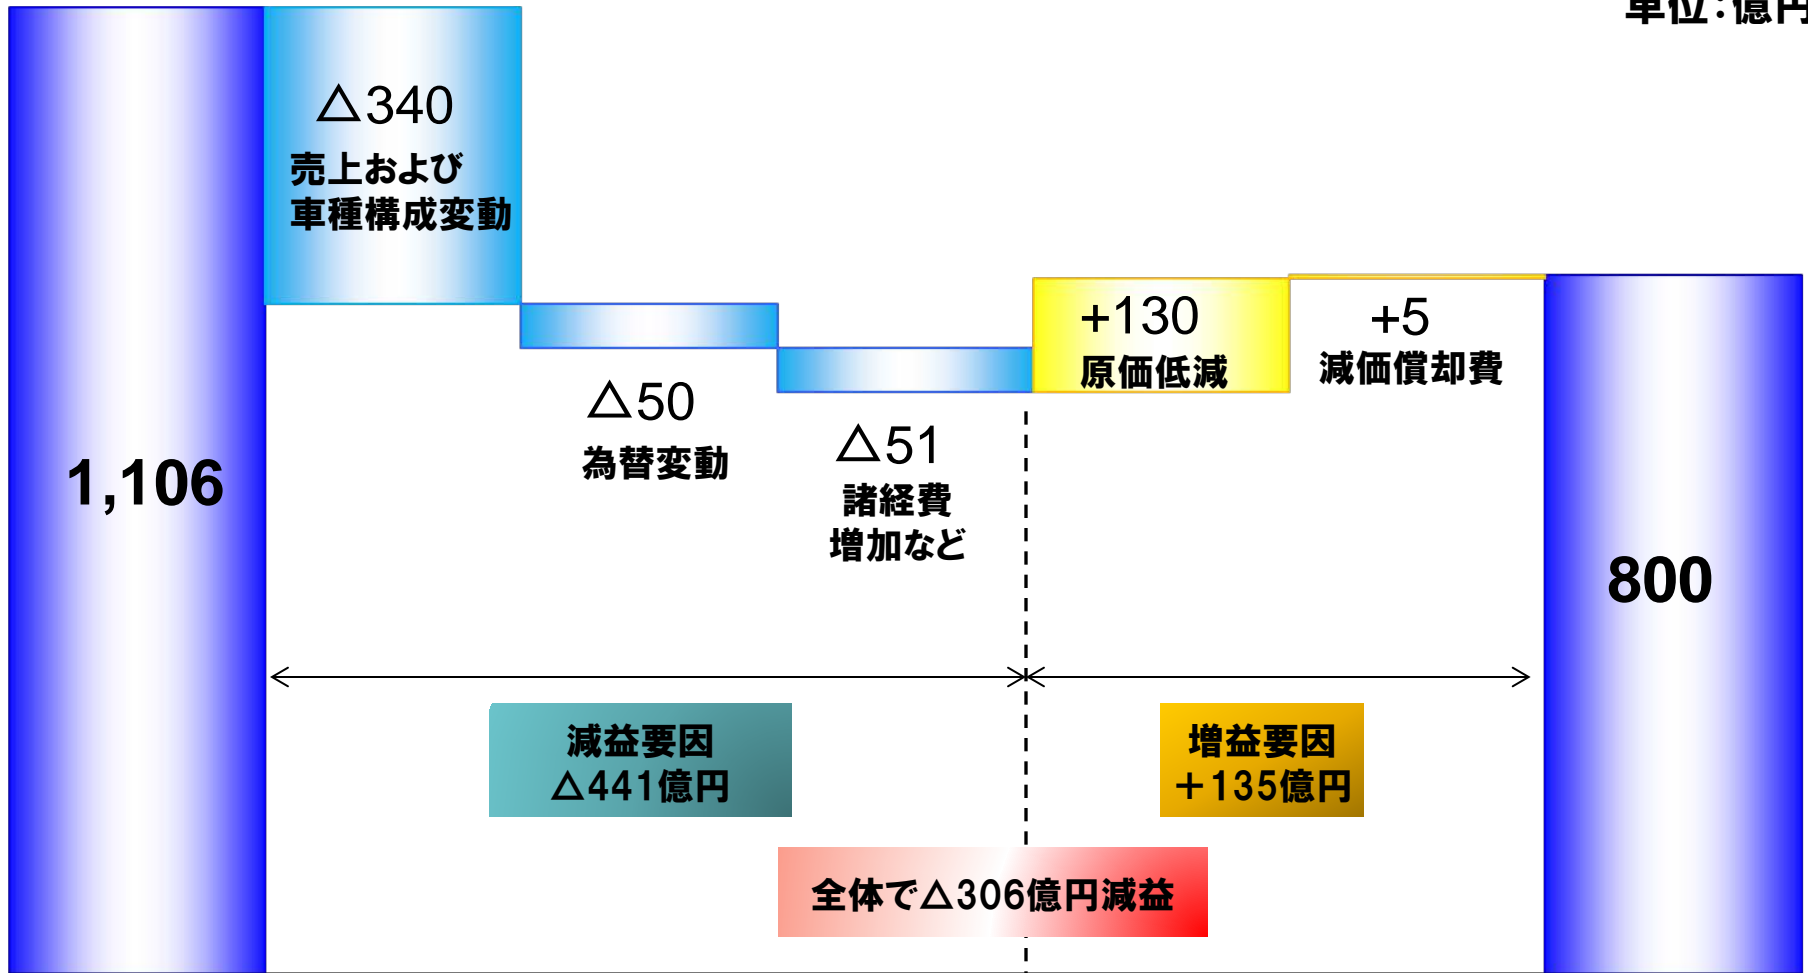 単位：億円
△340
売上および
車種構成変動
+130
原価低減
+5
減価償却費
△50
為替変動
△51
諸経費
増加など
1,106
800
減益要因
△441億円
増益要因
＋135億円
全体で△306億円減益